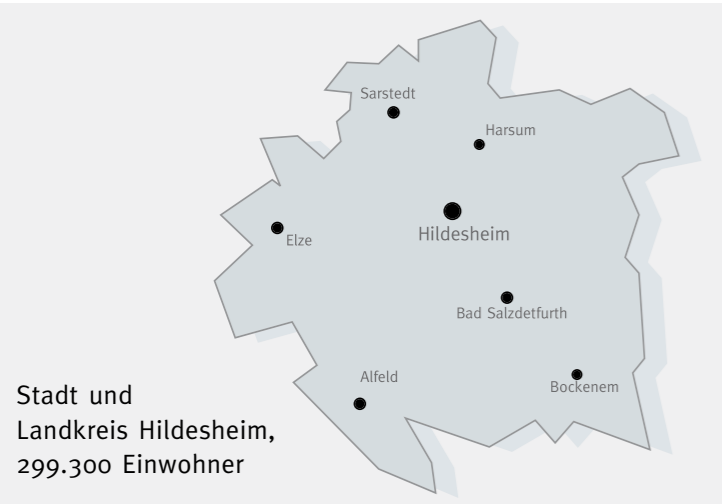 Sarstedt
Harsum
Hildesheim
Elze
Bad Salzdetfurth
Alfeld
Bockenem
Stadt und
Landkreis Hildesheim,
299.300 Einwohner